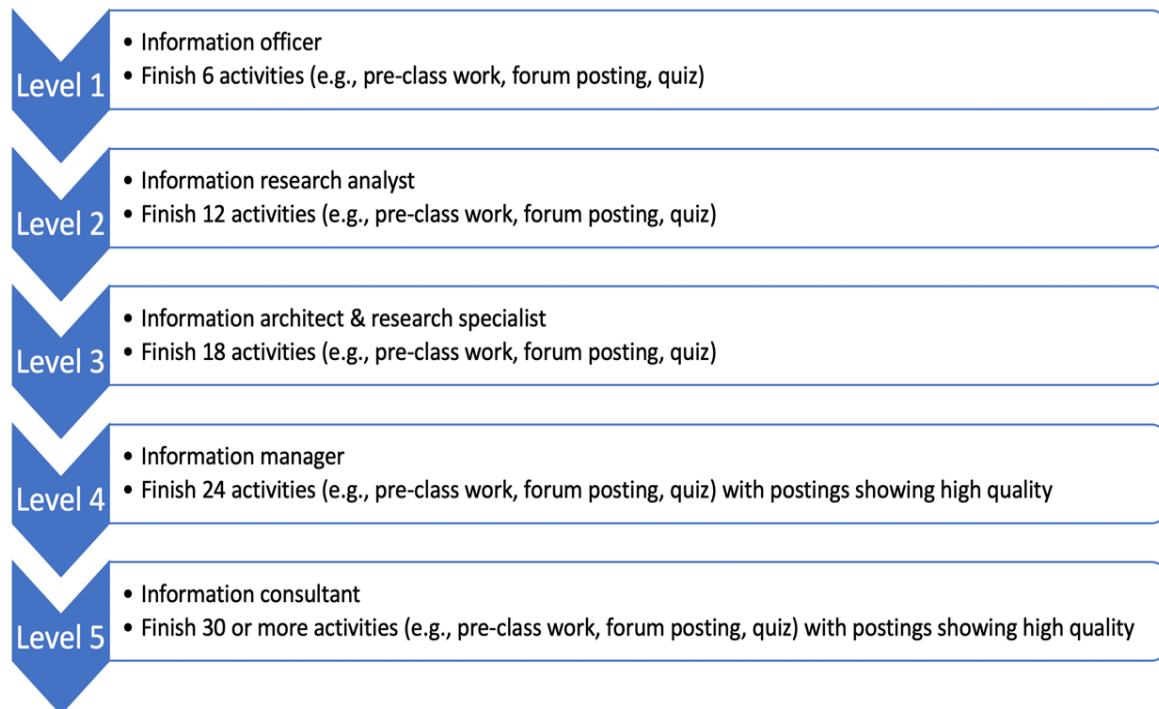 Level 1
• Information officer
• Finish 6 activities (e.g., pre-class work, forum posting, quiz)
Level 2
• Information research analyst
• Finish 12 activities (e.g., pre-class work, forum posting, quiz)
Level 3
• Information architect & research specialist
• Finish 18 activities (e.g., pre-class work, forum posting, quiz)
Level 4
• Information manager
• Finish 24 activities (e.g., pre-class work, forum posting, quiz) with postings showing high quality
Level 5
• Information consultant
• Finish 30 or more activities (e.g., pre-class work, forum posting, quiz) with postings showing high quality